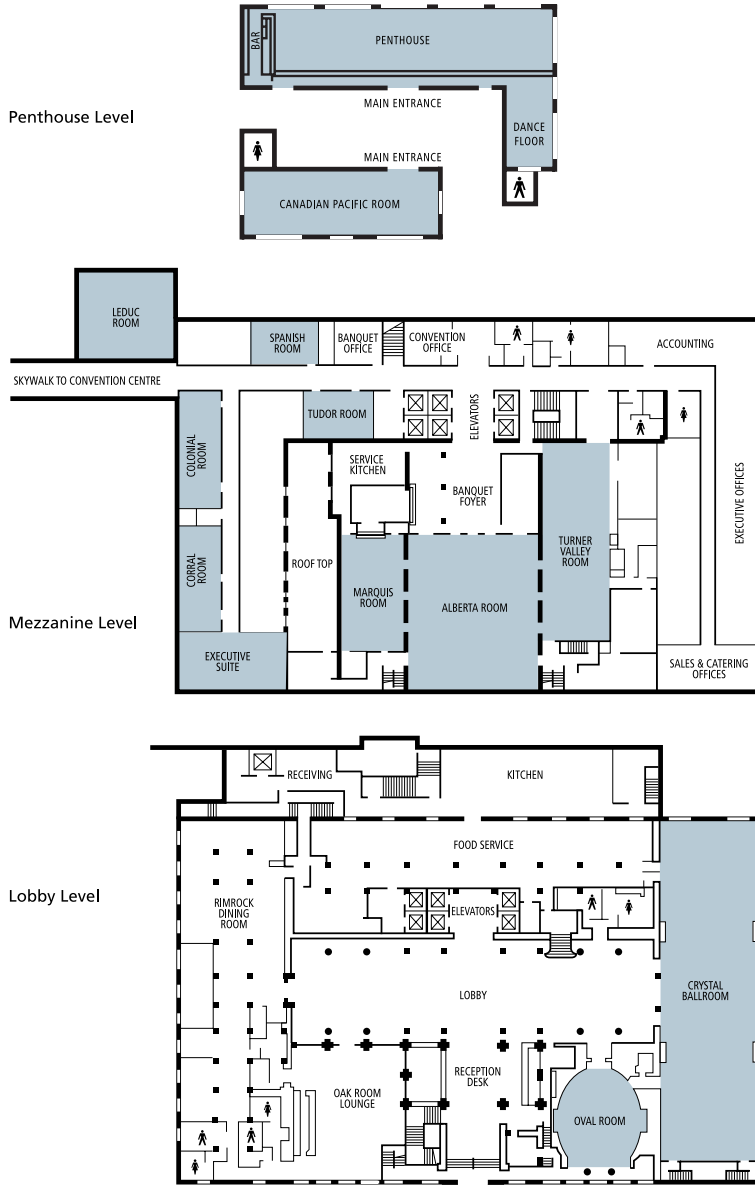 BAR
PENTHOUSE
MAIN ENTRANCE
Penthouse Level
DANCE
FLOOR
MAIN ENTRANCE
CANADIAN PACIFIC ROOM
LEDUC
ROOM
SPANISH
ROOM
BANQUET
OFFICE
CONVENTION
OFFICE
ACCOUNTING
SKYWALK TO CONVENTION CENTRE
TUDOR ROOM
ELEVATORS
COLONIAL
ROOM
SERVICE
KITCHEN
BANQUET
FOYER
EXECUTIVE OFFICES
TURNER
VALLEY
ROOM
ROOF TOP
CORRAL
ROOM
MARQUIS
ROOM
ALBERTA ROOM
Mezzanine Level
EXECUTIVE
SUITE
SALES & CATERING
OFFICES
RECEIVING
KITCHEN
FOOD SERVICE
Lobby Level
RIMROCK
DINING
ROOM
ELEVATORS
LOBBY
CRYSTAL
BALLROOM
RECEPTION
DESK
OAK ROOM
LOUNGE
OVAL ROOM